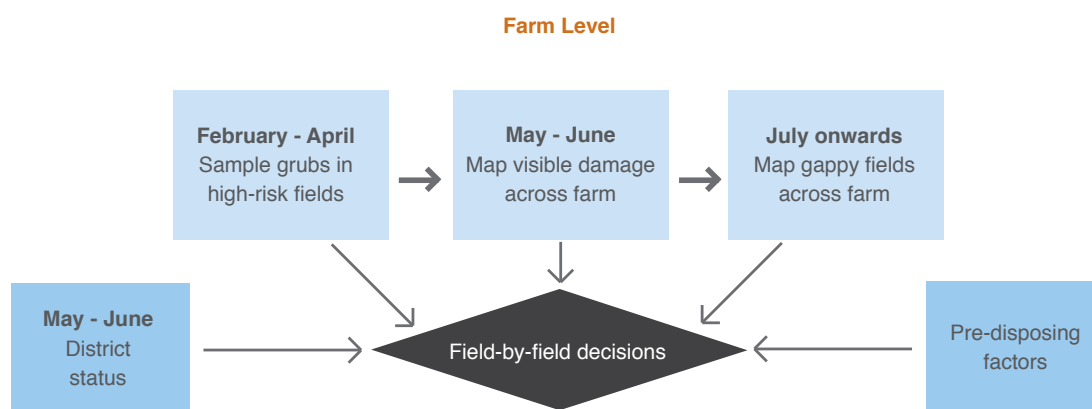 Farm Level
February - April
Sample grubs in
high-risk fields
May - June
Map visible damage
across farm
July onwards
Map gappy fields
across farm
May - June
District
status
Field-by-field decisions
Pre-disposing
factors